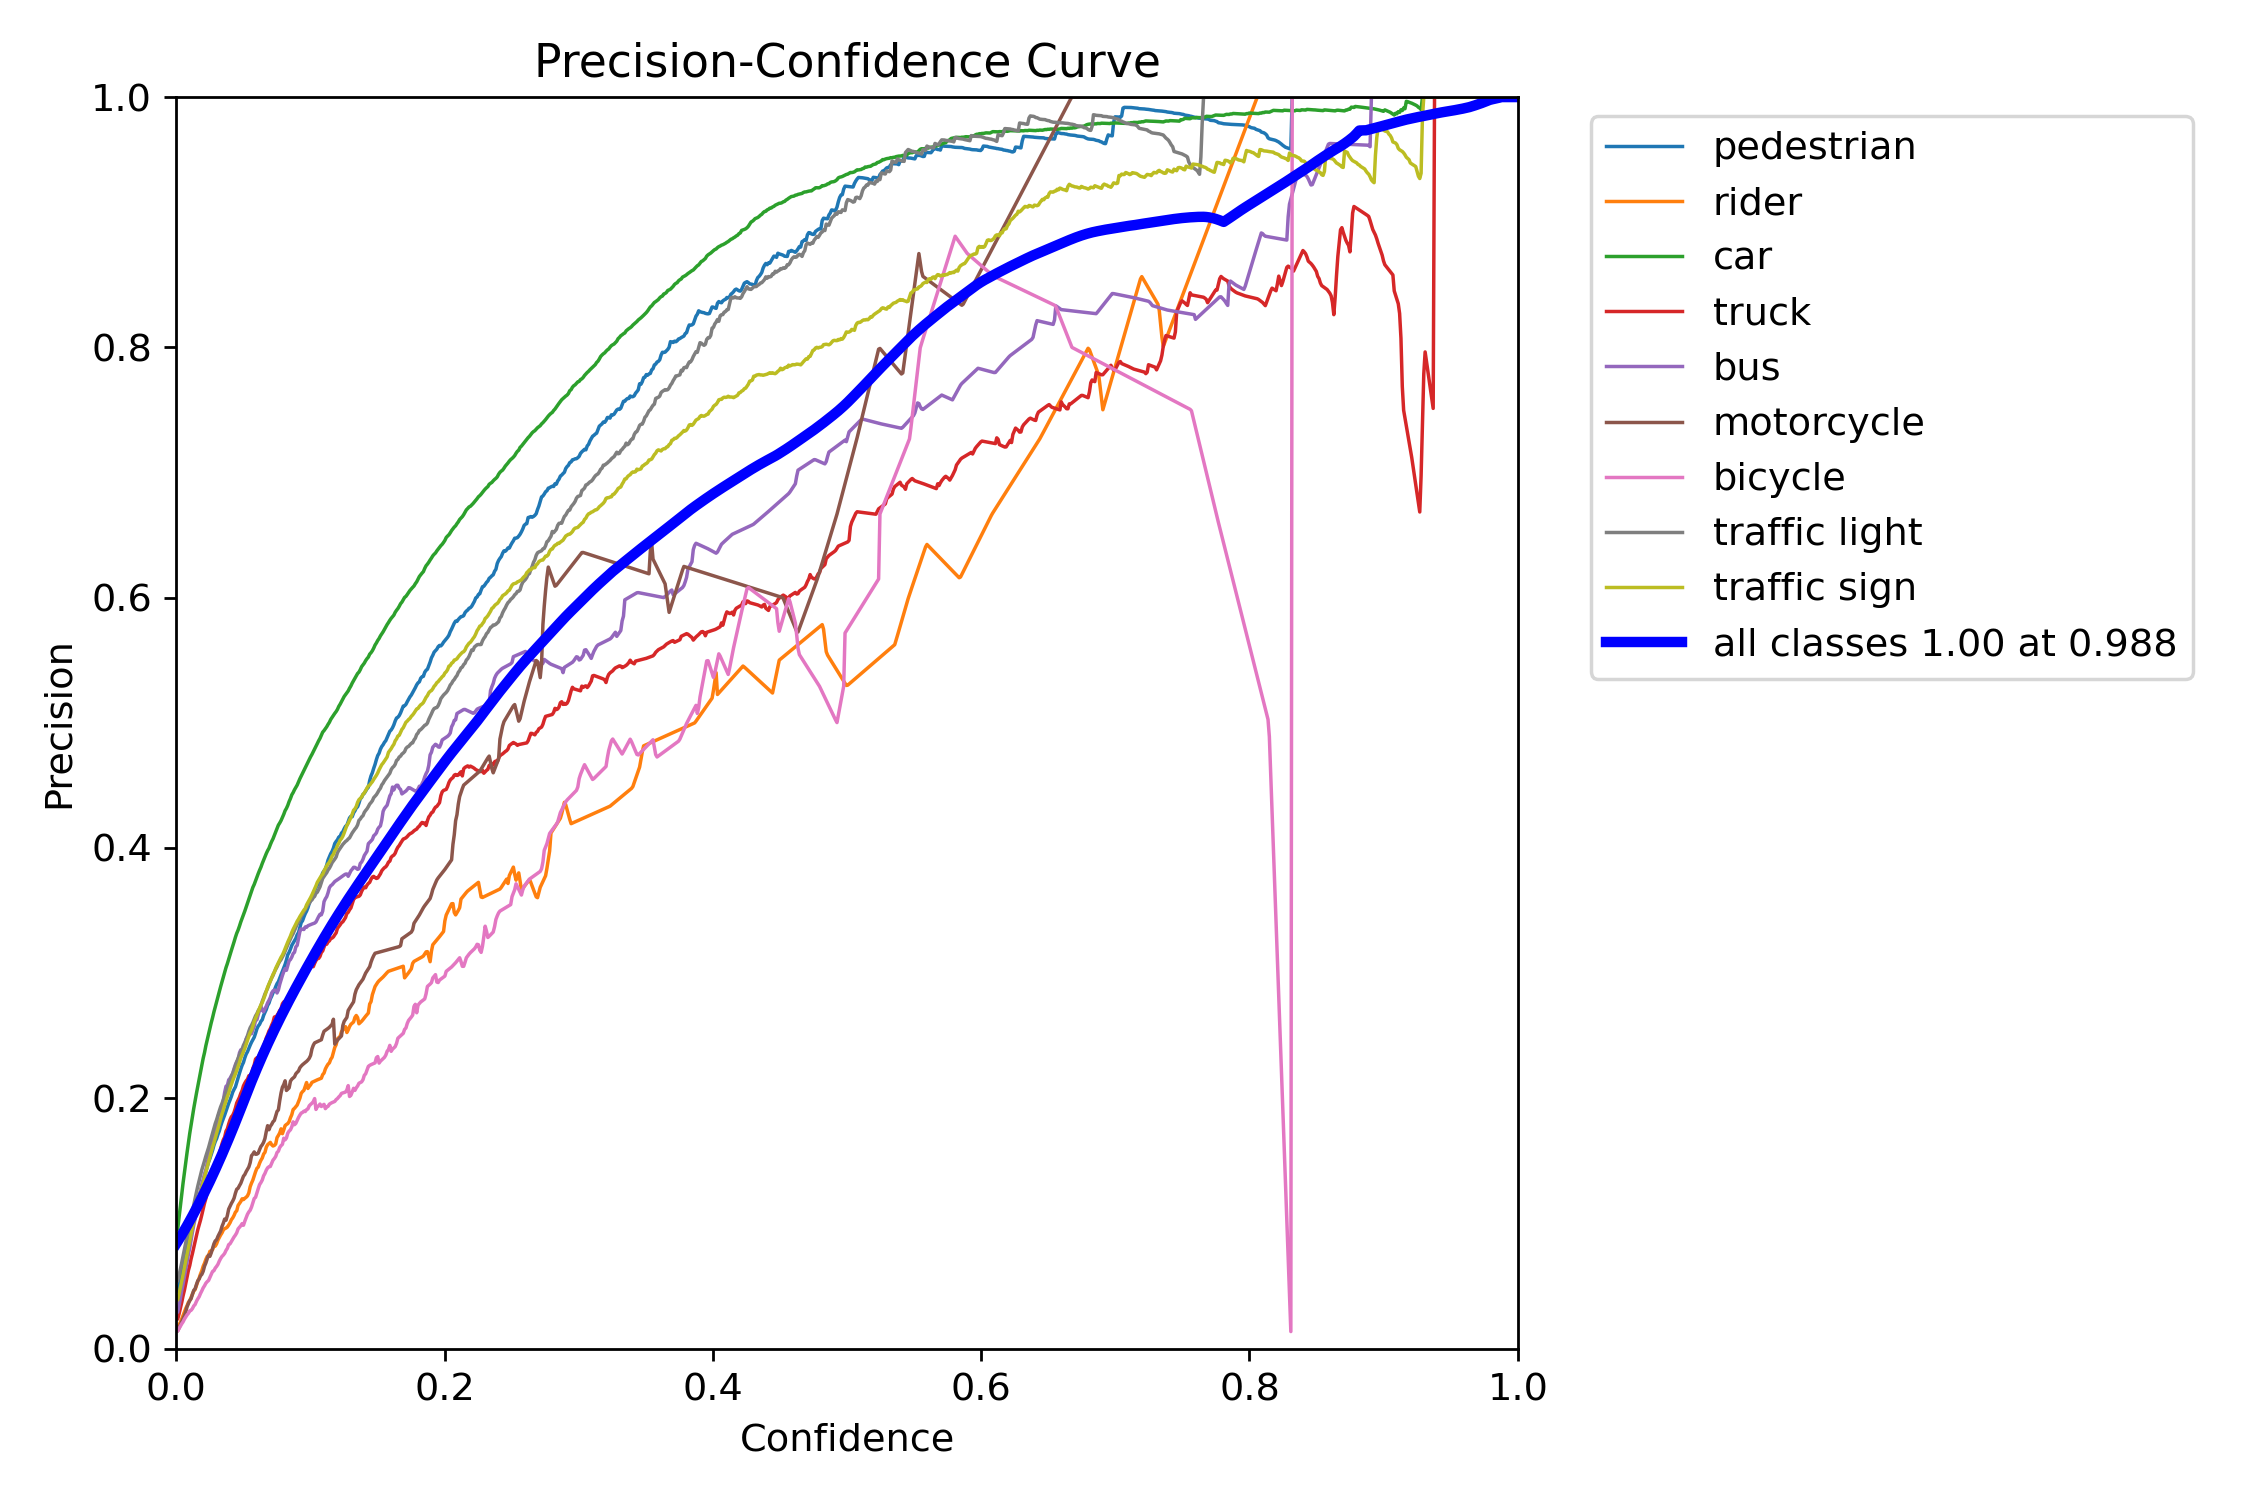 Precision-Confidence Curve
1.0
0.8
0.6
0.4
0.2
0.0
Precision
0.0 0.2 0.4 0.6 0.8 1.0
Confidence
pedestrian
rider
car
truck
bus
motorcycle
bicycle
traffic light
traffic sign
all classes 1.00 at 0.988